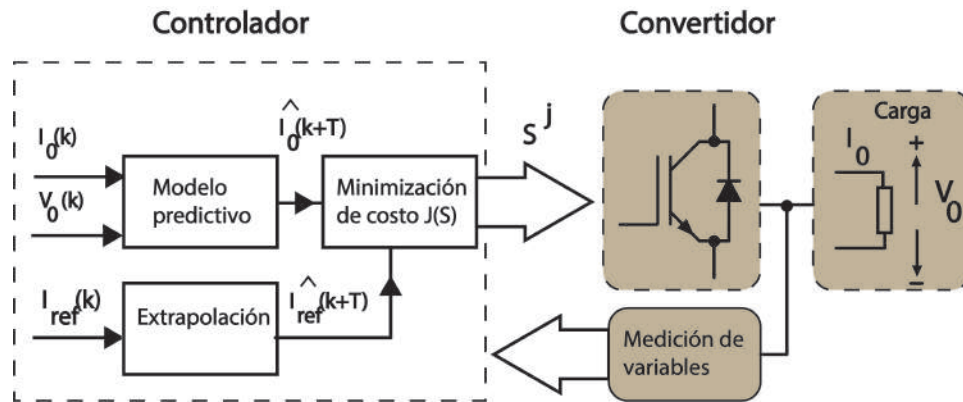 Controlador
Convertidor
I0(k)
V0(k)
Modelo
predictivo
^
I0(k+T)
Minimización
de costo J(S)
S j
Carga
I0
+
V0
−
Iref(k)
Extrapolación
^
Iref(k+T)
Medición de
variables